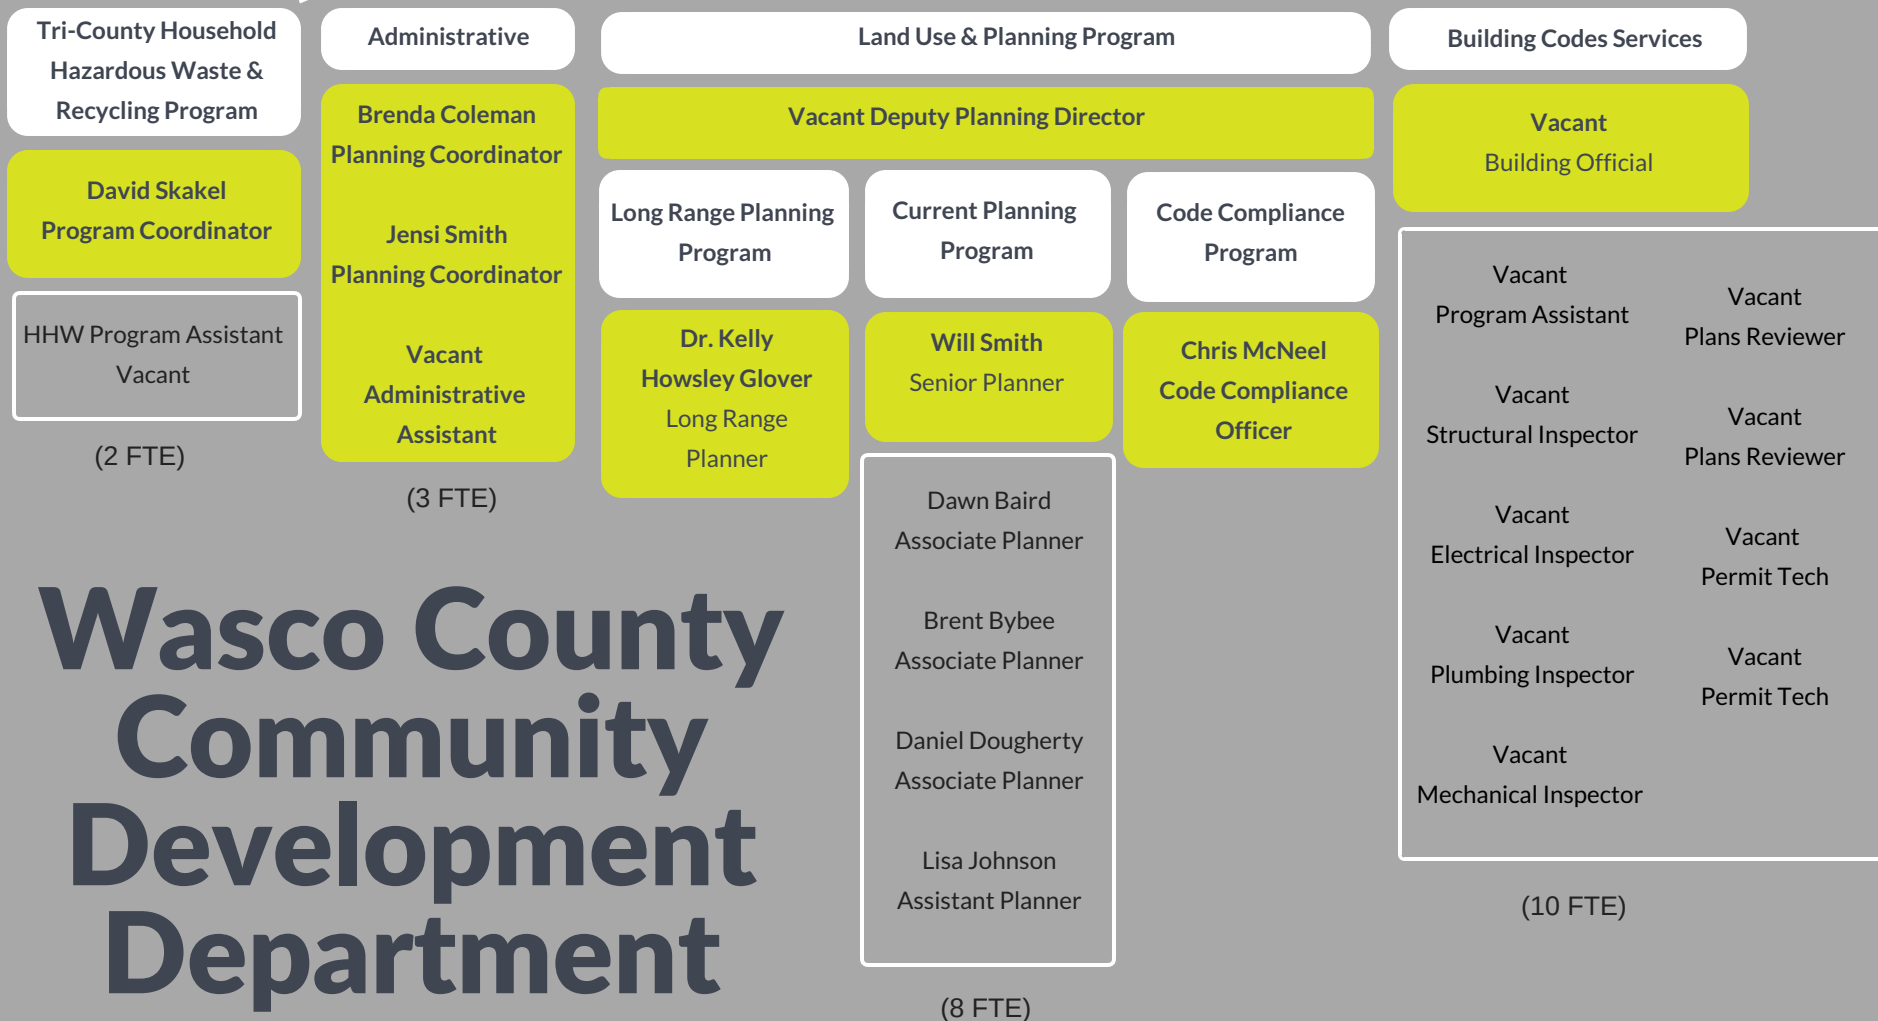 Tri-County Household
Hazardous Waste &
Recycling Program
David Skakel
Program Coordinator
HHW Program Assistant
Vacant
(2 FTE)
Administrative
Brenda Coleman
Planning Coordinator
Jensi Smith
Planning Coordinator
Vacant
Administrative
Assistant
(3 FTE)
Land Use & Planning Program
Vacant Deputy Planning Director
Long Range Planning
Program
Dr. Kelly
Howsley Glover
Long Range
Planner
Current Planning
Program
Will Smith
Senior Planner
Dawn Baird
Associate Planner
Brent Bybee
Associate Planner
Daniel Dougherty
Associate Planner
Lisa Johnson
Assistant Planner
(8 FTE)
Code Compliance
Program
Chris McNeel
Code Compliance
Officer
Building Codes Services
Vacant
Building Official
Vacant
Program Assistant
Vacant
Structural Inspector
Vacant
Electrical Inspector
Vacant
Plumbing Inspector
Vacant
Mechanical Inspector
Vacant
Plans Reviewer
Vacant
Plans Reviewer
Vacant
Permit Tech
Vacant
Permit Tech
(10 FTE)
Wasco County
Community
Development
Department